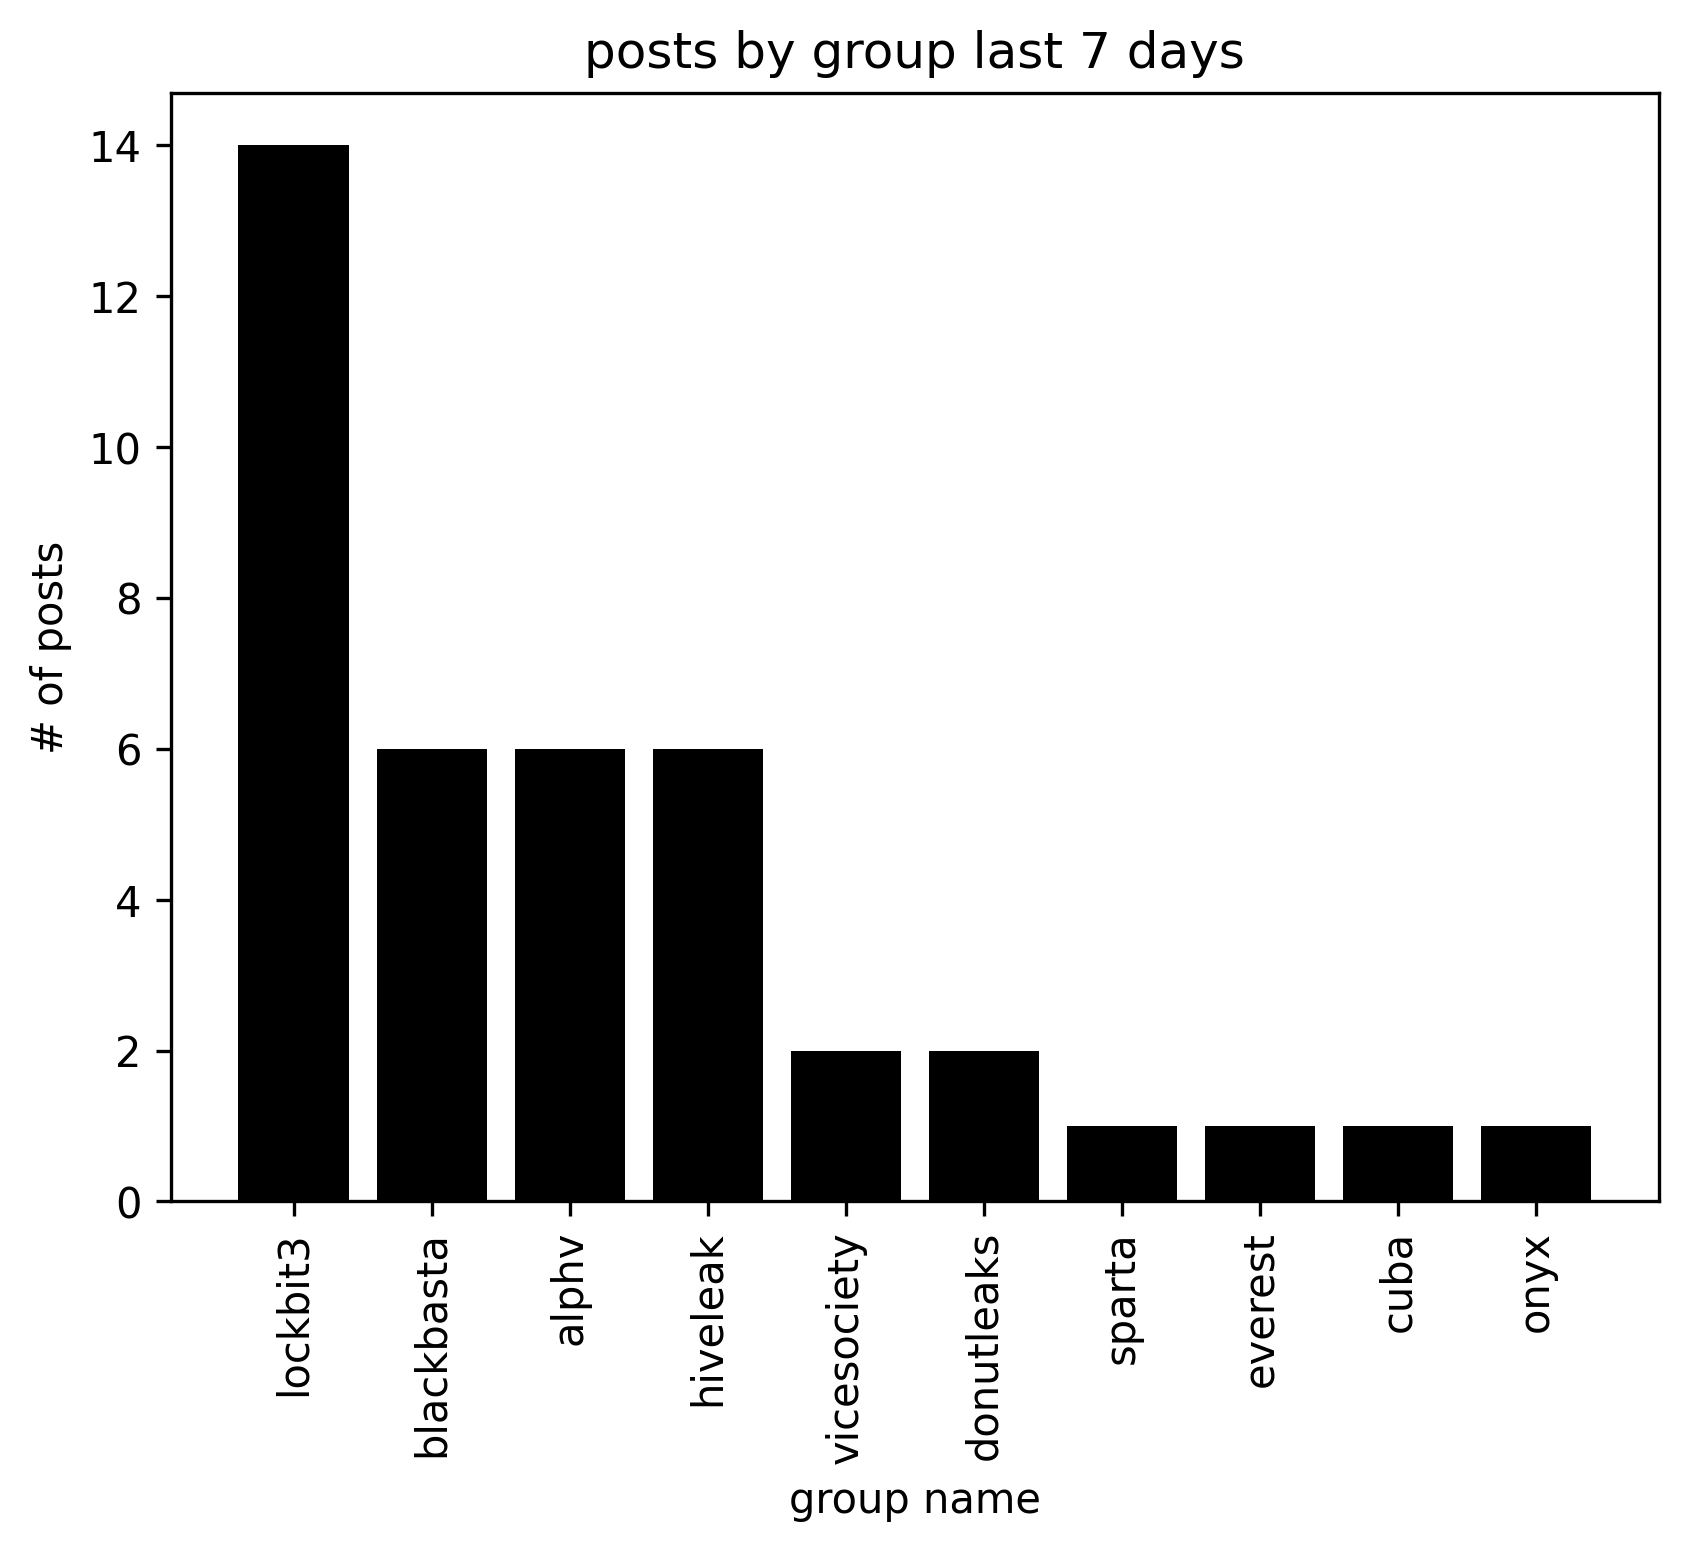 posts by group last 7 days
# of posts
14
12
10
8
6
4
2
0
lockbit3
blackbasta
alphv
hiveleak
vicesociety
donutleaks
sparta
everest
cuba
onyx
group name